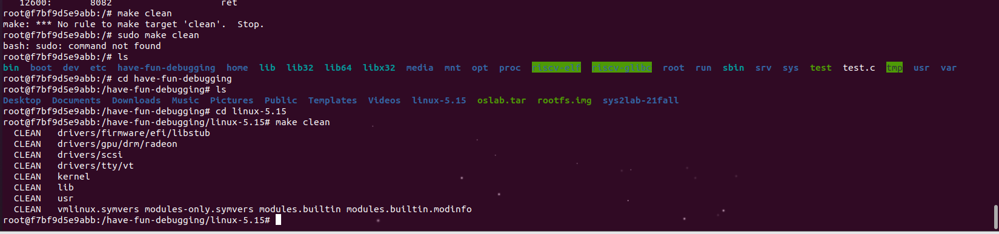 12600: 8082 ret
root@f7bf9d5e9abb:/# make clean
make: *** No rule to make target 'clean'.  Stop.
root@f7bf9d5e9abb:/# sudo make clean
bash: sudo: command not found
root@f7bf9d5e9abb:/# ls
bin  boot  dev  etc  have-fun-debugging  home  lib  lib32  lib64  libx32  media  mnt  opt  proc  riscv-elf  riscv-glibc  root  run  sbin  srv  sys  test  test.c  tmp  usr  var
root@f7bf9d5e9abb:/# cd have-fun-debugging
root@f7bf9d5e9abb:/have-fun-debugging# ls
Desktop  Documents  Downloads  Music  Pictures  Public  Templates  Videos  linux-5.15  oslab.tar  rootfs.img  sys2lab-21fall
root@f7bf9d5e9abb:/have-fun-debugging# cd linux-5.15
root@f7bf9d5e9abb:/have-fun-debugging/linux-5.15# make clean
  CLEAN   drivers/firmware/efi/libstub
  CLEAN   drivers/gpu/drm/radeon
  CLEAN   drivers/scsi
  CLEAN   drivers/tty/vt
  CLEAN   kernel
  CLEAN   lib
  CLEAN   usr
  CLEAN   vmlinux.symvers modules-only.symvers modules.builtin modules.builtin.modinfo
root@f7bf9d5e9abb:/have-fun-debugging/linux-5.15#